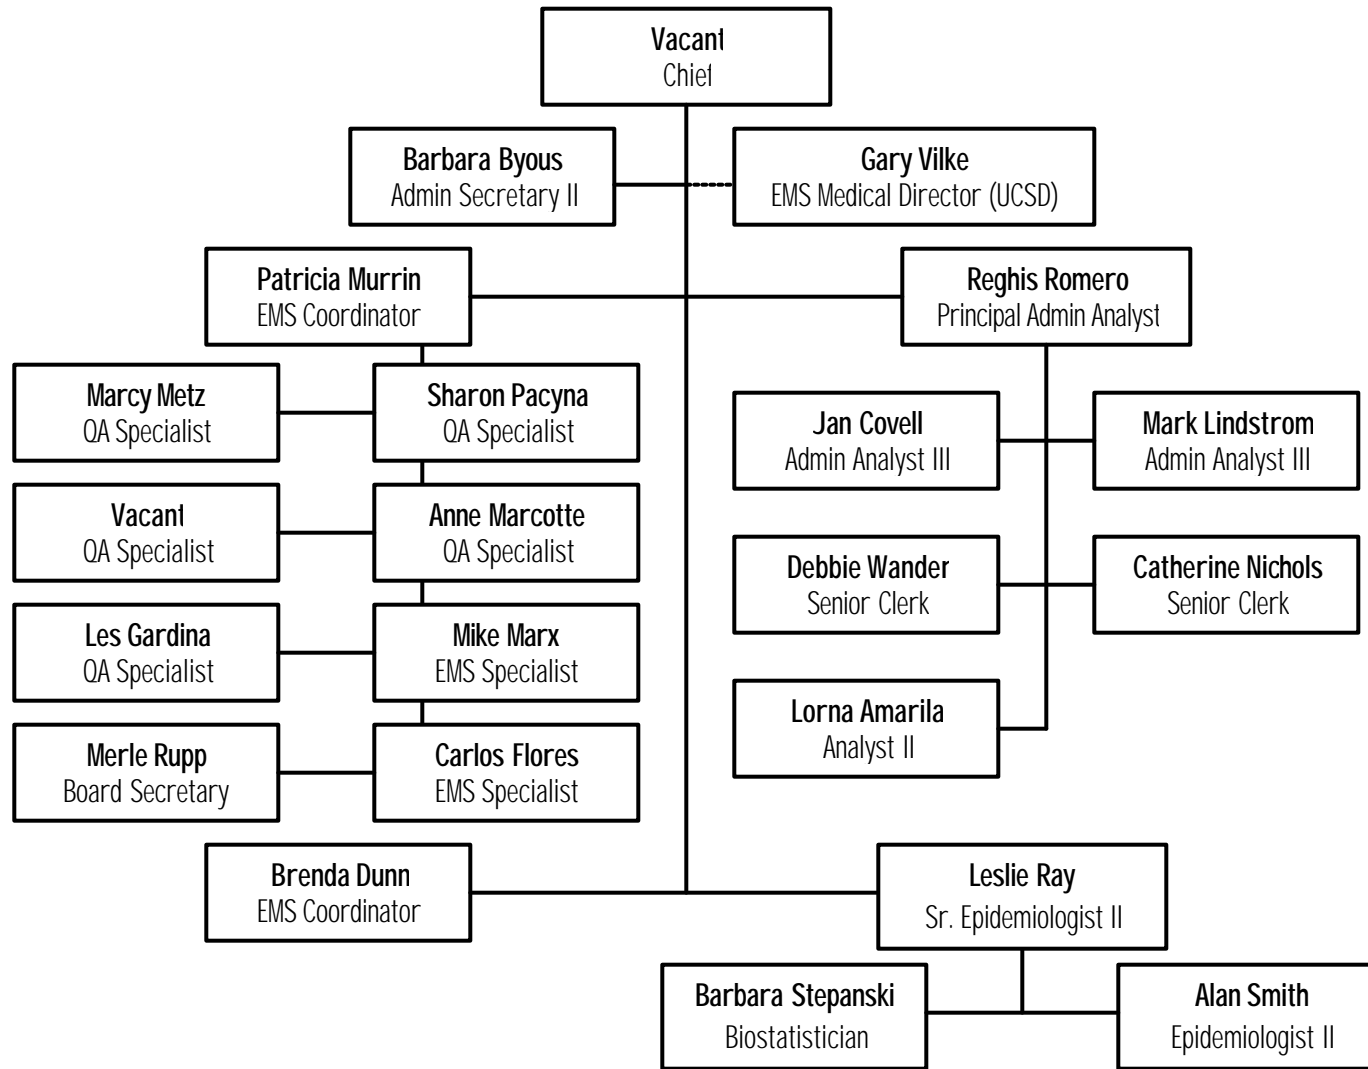 Vacant
Chief
Barbara Byous
Admin Secretary II
Gary Vilke
EMS Medical Director (UCSD)
Patricia Murrin
EMS Coordinator
Reghis Romero
Principal Admin Analyst
Marcy Metz
QA Specialist
Sharon Pacyna
QA Specialist
Jan Covell
Admin Analyst III
Mark Lindstrom
Admin Analyst III
Vacant
QA Specialist
Anne Marcotte
QA Specialist
Debbie Wander
Senior Clerk
Catherine Nichols
Senior Clerk
Les Gardina
QA Specialist
Mike Marx
EMS Specialist
Lorna Amarila
Analyst II
Merle Rupp
Board Secretary
Carlos Flores
EMS Specialist
Brenda Dunn
EMS Coordinator
Leslie Ray
Sr. Epidemiologist II
Barbara Stepanski
Biostatistician
Alan Smith
Epidemiologist II